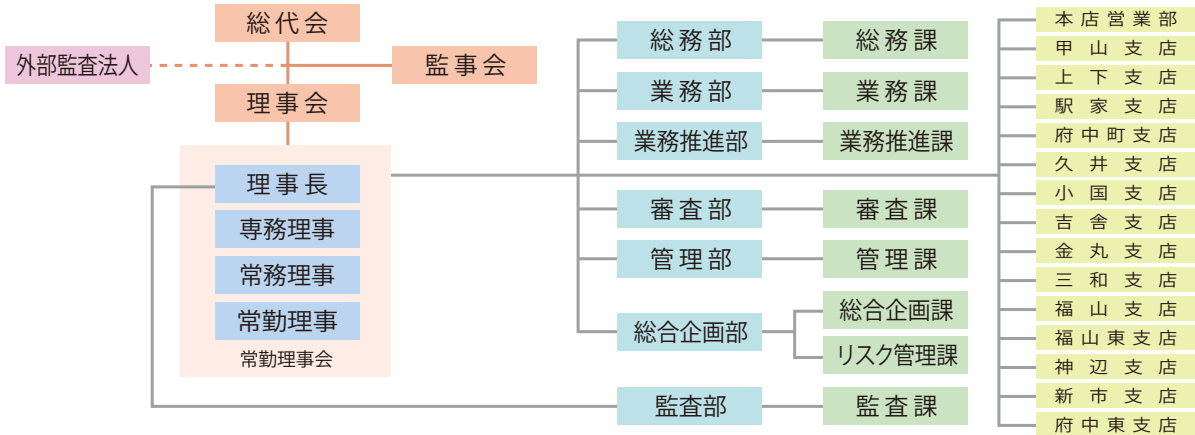 総代会
外部監査法人
監事会
理事会
理事長
専務理事
常務理事
常勤理事
常勤理事会
総務部
総務課
業務部
業務課
業務推進部
業務推進課
審査部
審査課
管理部
管理課
総合企画部
総合企画課
リスク管理課
監査部
監査課
本店営業部
甲山支店
上下支店
駅家支店
府中町支店
久井支店
小国支店
吉舎支店
金丸支店
三和支店
福山支店
福山東支店
神辺支店
新市支店
府中東支店